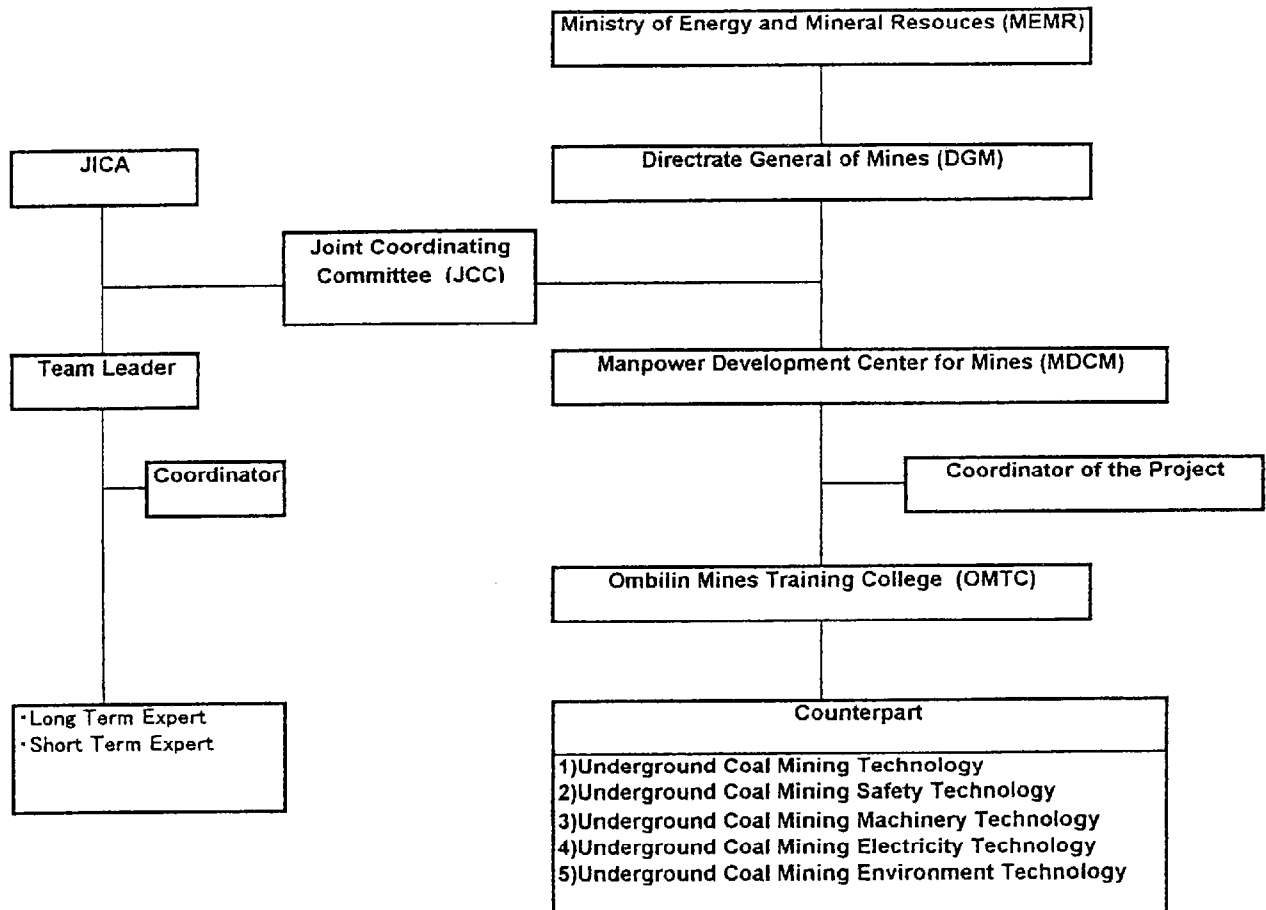 Ministry of Energy and Mineral Resouces (MEMR)
JICA
Directrate General of Mines (DGM)
Joint Coordinating
Committee (JCC)
Team Leader
Manpower Development Center for Mines (MDCM)
Coordinator
Coordinator of the Project
Ombilin Mines Training College (OMTC)
・Long Term Expert
・Short Term Expert
Counterpart
1)Underground Coal Mining Technology
2)Underground Coal Mining Safety Technology
3)Underground Coal Mining Machinery Technology
4)Underground Coal Mining Electricity Technology
5)Underground Coal Mining Environment Technology